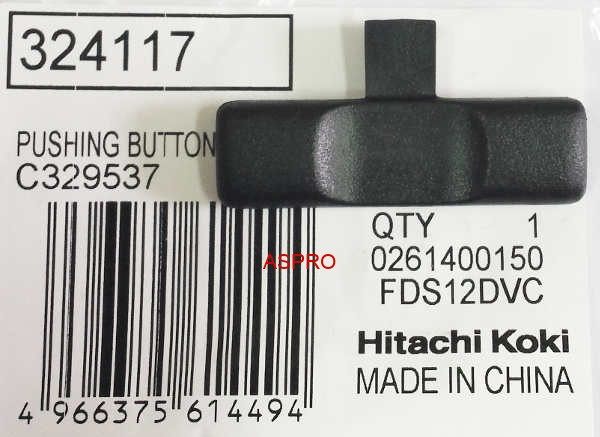 324117
PUSHING BUTTON
C329537
QTY 1
0261400150
FDS12DVC
ASPRO
Hitachi Koki
MADE IN CHINA
4 966375 614494